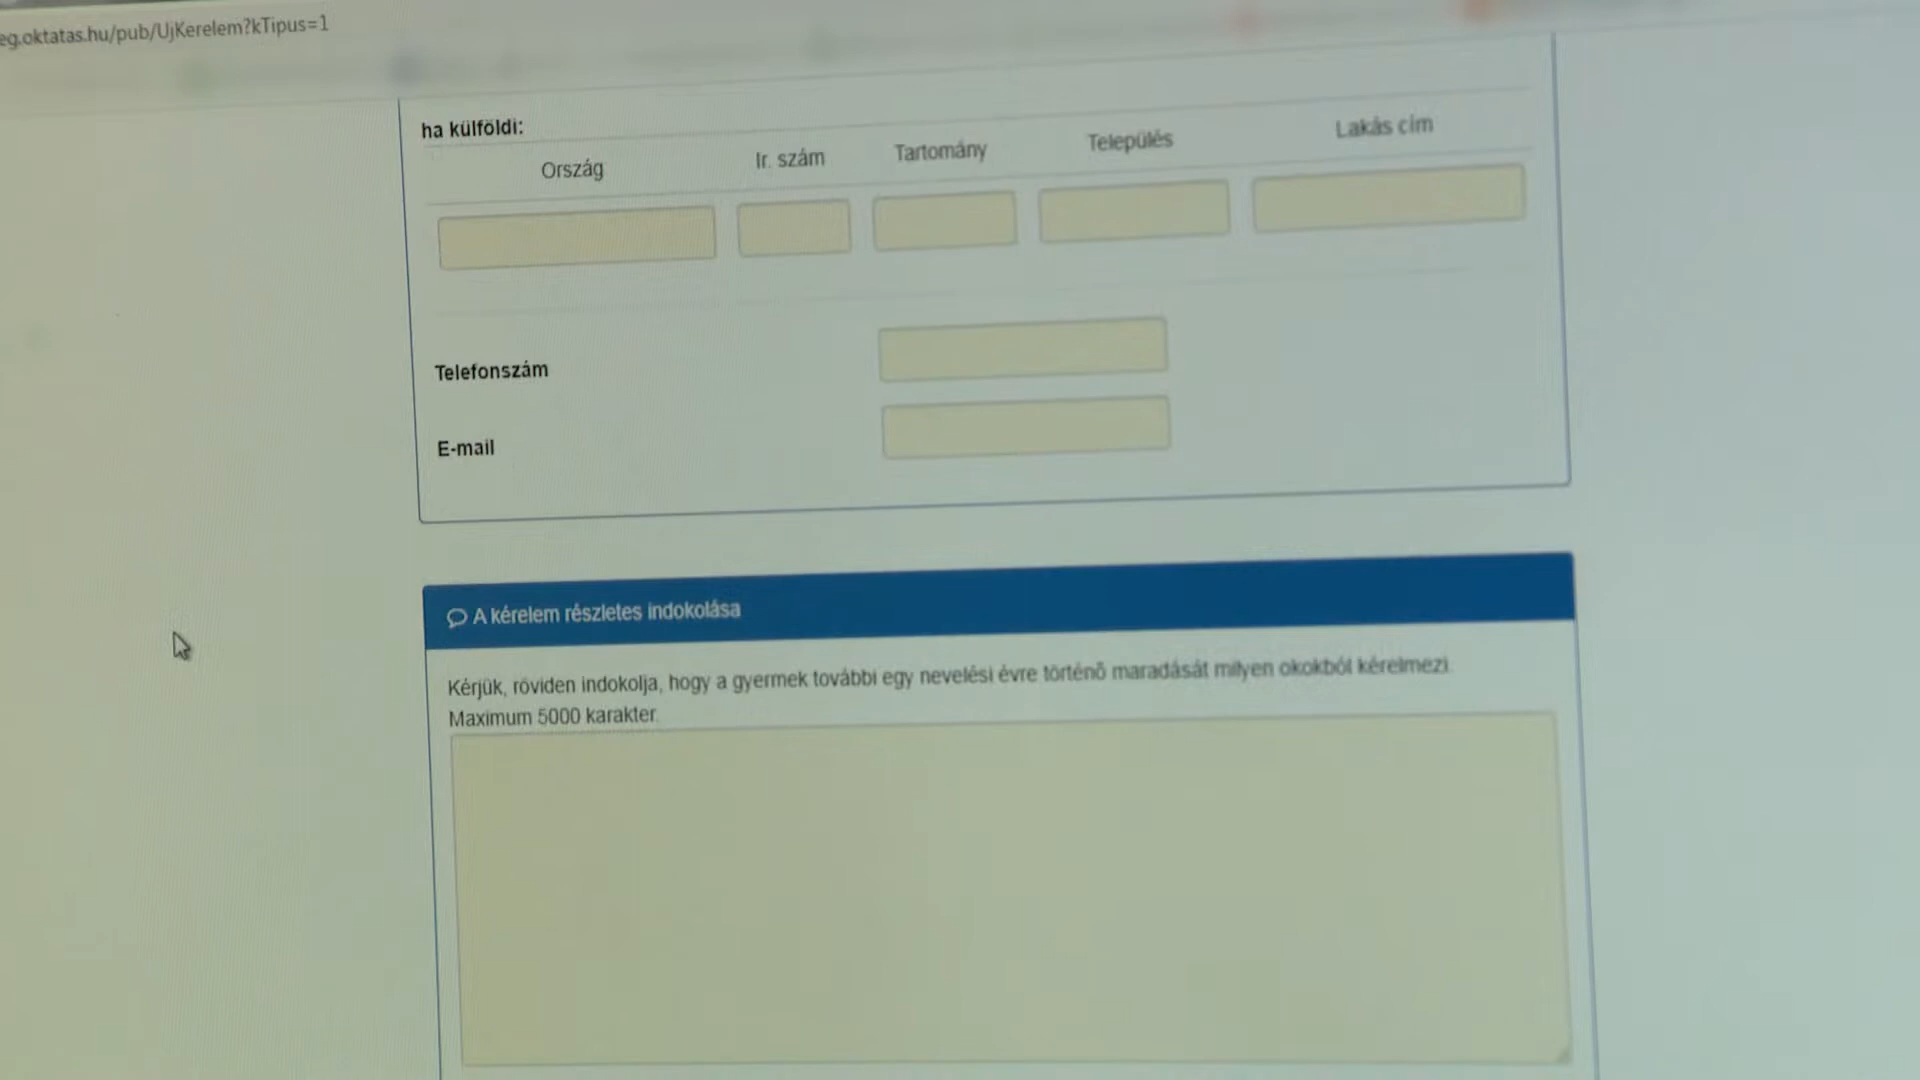 eg.oktatas.hu/pub/UjKerelem?kTipus=1
ha külföldi:
Ország Ir. szám Tartomány Település Lakás cím
Telefonszám
E-mail
A kérelem részletes indokolása
Kérjük, röviden indokolja, hogy a gyermek további egy nevelési évre történő maradását milyen okokból kérelmezi.
Maximum 5000 karakter.